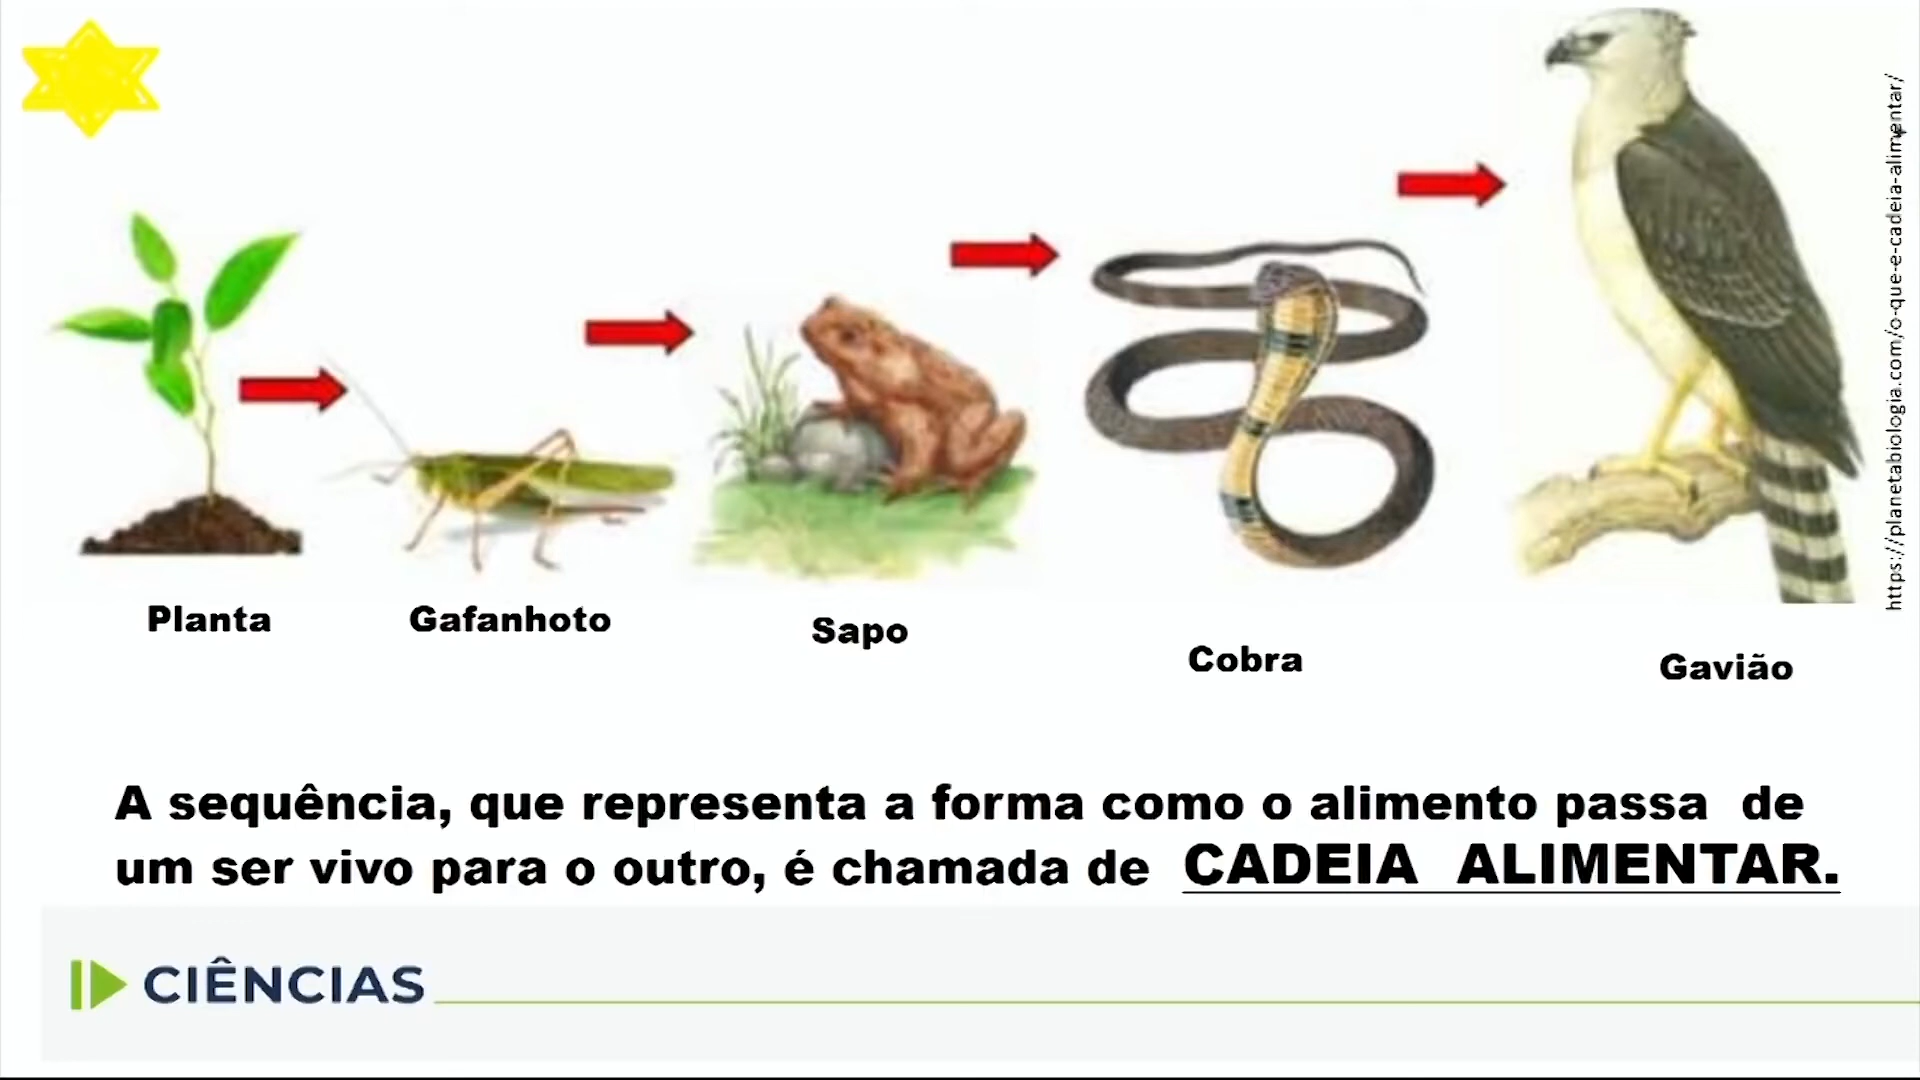 https://planetabiologia.com/o-que-e-cadeia-alimentar/
Planta
Gafanhoto
Sapo
Cobra
Gavião
A sequência, que representa a forma como o alimento passa de
um ser vivo para o outro, é chamada de CADEIA ALIMENTAR.
CIÊNCIAS